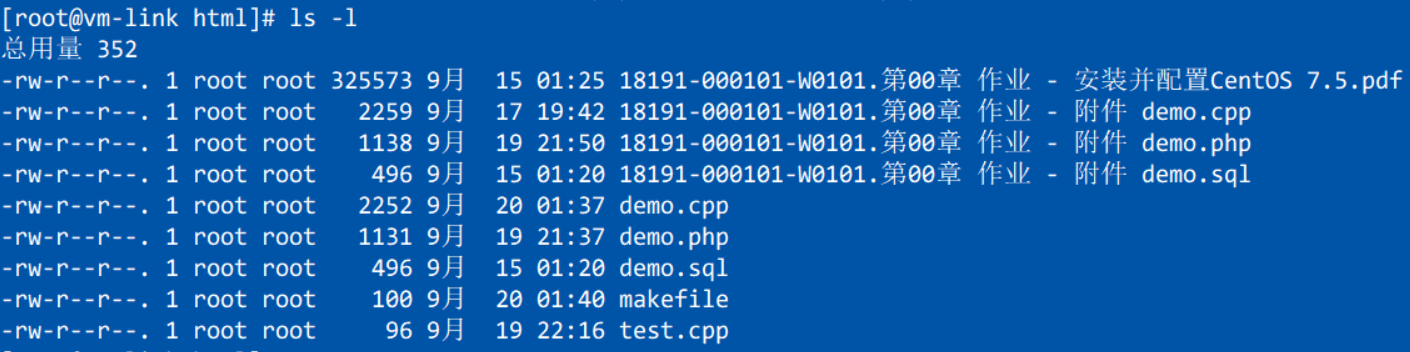 [root@vm-link html]# ls -l
总用量 352
-rw-r--r--. 1 root root 325573 9月  15 01:25 18191-000101-W0101.第00章 作业 - 安装并配置CentOS 7.5.pdf
-rw-r--r--. 1 root root   2259 9月  17 19:42 18191-000101-W0101.第00章 作业 - 附件 demo.cpp
-rw-r--r--. 1 root root   1138 9月  19 21:50 18191-000101-W0101.第00章 作业 - 附件 demo.php
-rw-r--r--. 1 root root    496 9月  15 01:20 18191-000101-W0101.第00章 作业 - 附件 demo.sql
-rw-r--r--. 1 root root   2252 9月  20 01:37 demo.cpp
-rw-r--r--. 1 root root   1131 9月  19 21:37 demo.php
-rw-r--r--. 1 root root    496 9月  15 01:20 demo.sql
-rw-r--r--. 1 root root    100 9月  20 01:40 makefile
-rw-r--r--. 1 root root     96 9月  19 22:16 test.cpp